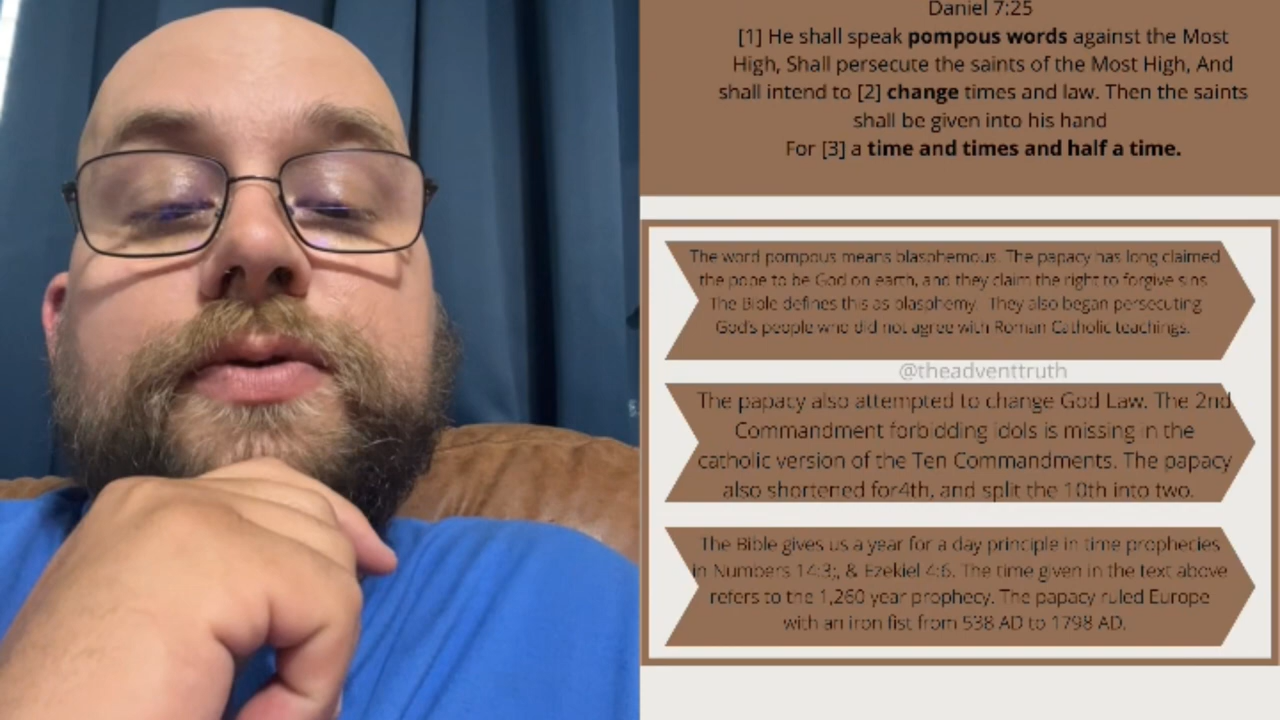 Daniel 7:25
[1] He shall speak pompous words against the Most
High, Shall persecute the saints of the Most High, And
shall intend to [2] change times and law. Then the saints
shall be given into his hand
For [3] a time and times and half a time.
The word pompous means blasphemous. The papacy has long claimed
the pope to be God on earth, and they claim the right to forgive sins
The Bible defines this as blasphemy. They also began persecuting
God's people who did not agree with Roman Catholic teachings.
@theadventtruth
The papacy also attempted to change God Law. The 2nd
Commandment forbidding idols is missing in the
catholic version of the Ten Commandments. The papacy
also shortened for4th, and split the 10th into two.
The Bible gives us a year for a day principle in time prophecies
in Numbers 14:3;, & Ezekiel 4:6. The time given in the text above
refers to the 1,260 year prophecy. The papacy ruled Europe
with an iron fist from 538 AD to 1798 AD.